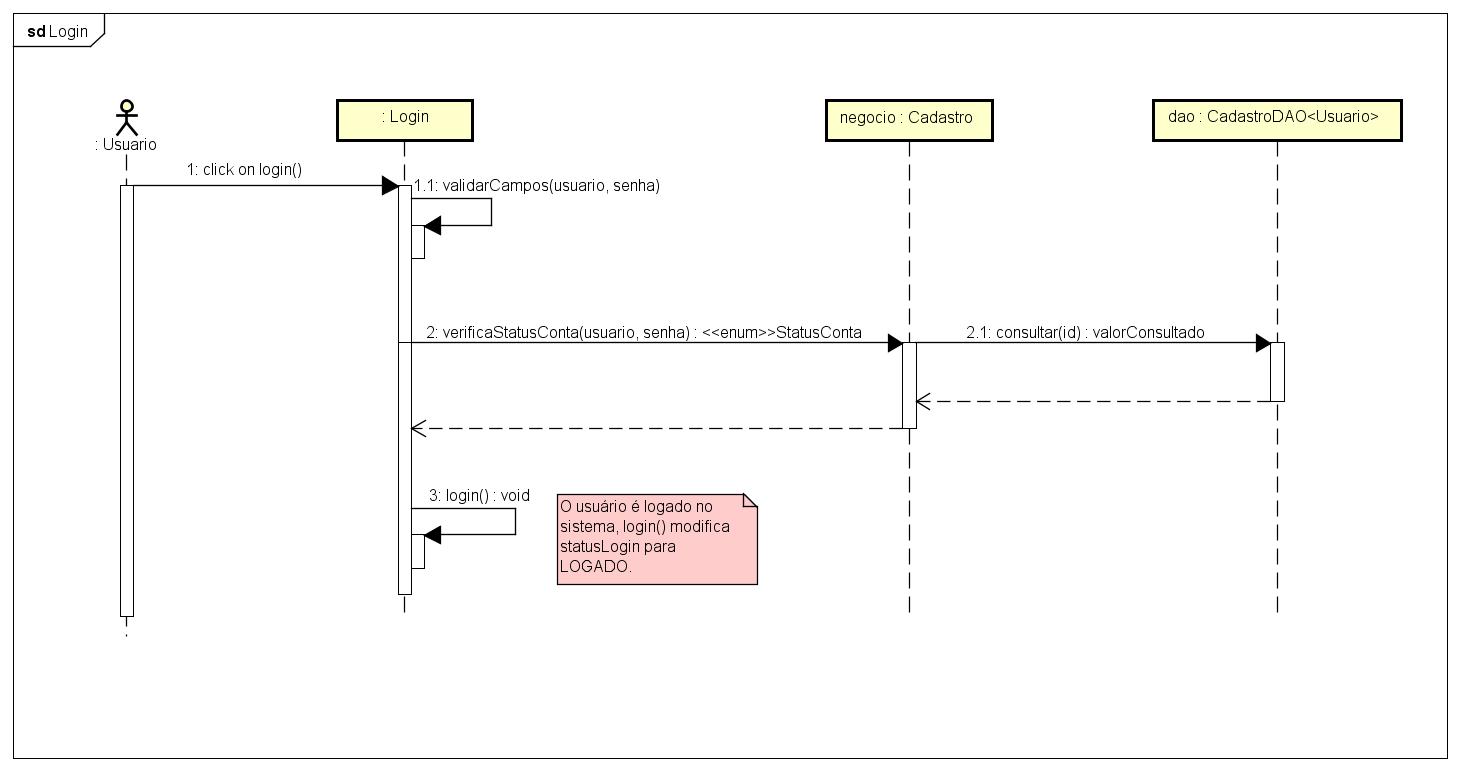 sd Login
: Usuario
: Login
negocio : Cadastro
dao : CadastroDAO<Usuario>
1: click on login()
1.1: validarCampos(usuario, senha)
2: verificaStatusConta(usuario, senha) : <<enum>>StatusConta
2.1: consultar(id) : valorConsultado
3: login() : void
O usuário é logado no
sistema, login() modifica
statusLogin para
LOGADO.